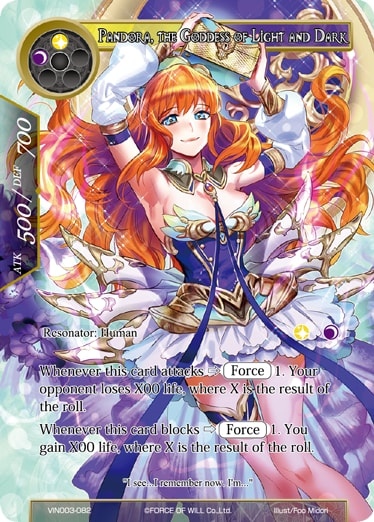 Pandora, the Goddess of Light and Dark
ATK 500 / DEF 700
Resonator: Human
Whenever this card attacks ⇨ Force 1. Your
opponent loses X00 life, where X is the result of
the roll.
Whenever this card blocks ⇨ Force 1. You
gain X00 life, where X is the result of the roll.
"I see...I remember now. I'm..."
VIN003-082
©FORCE OF WILL Co.,Ltd.
Illust/Foo Midori